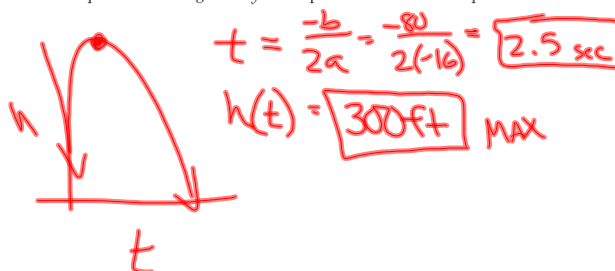 t = -b/2a = -80/2(-16) = 2.5 sec
h(t) = 300ft MAX
h
t